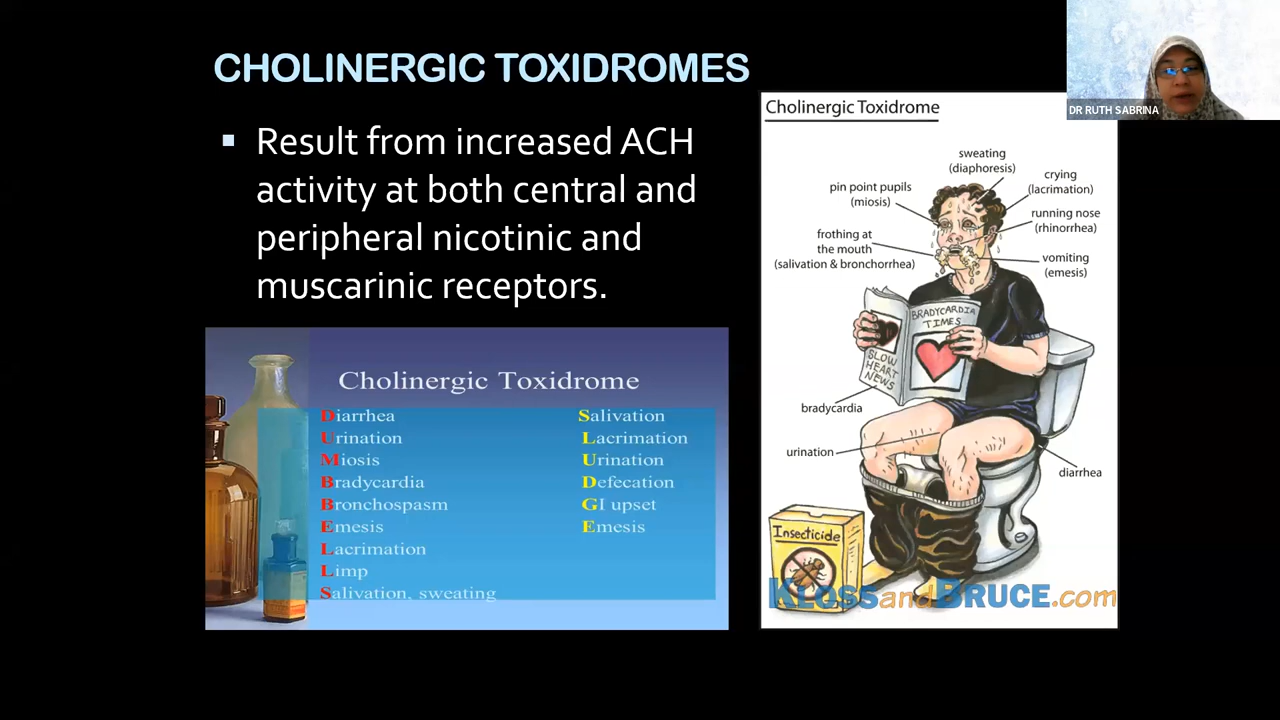 CHOLINERGIC TOXIDROMES
DR RUTH SABRINA
▪ Result from increased ACH
activity at both central and
peripheral nicotinic and
muscarinic receptors.
Cholinergic Toxidrome
Diarrhea
Urination
Miosis
Bradycardia
Bronchospasm
Emesis
Lacrimation
Limp
Salivation, sweating
Salivation
Lacrimation
Urination
Defecation
GI upset
Emesis
Cholinergic Toxidrome
sweating
(diaphoresis)
crying
(lacrimation)
pin point pupils
(miosis)
running nose
(rhinorrhea)
frothing at
the mouth
(salivation & bronchorrhea)
vomiting
(emesis)
BRADYCARDIA
TIMES
SLOW
HEART
NEWS
bradycardia
urination
diarrhea
Insecticide
KLOSSandBRUCE.com